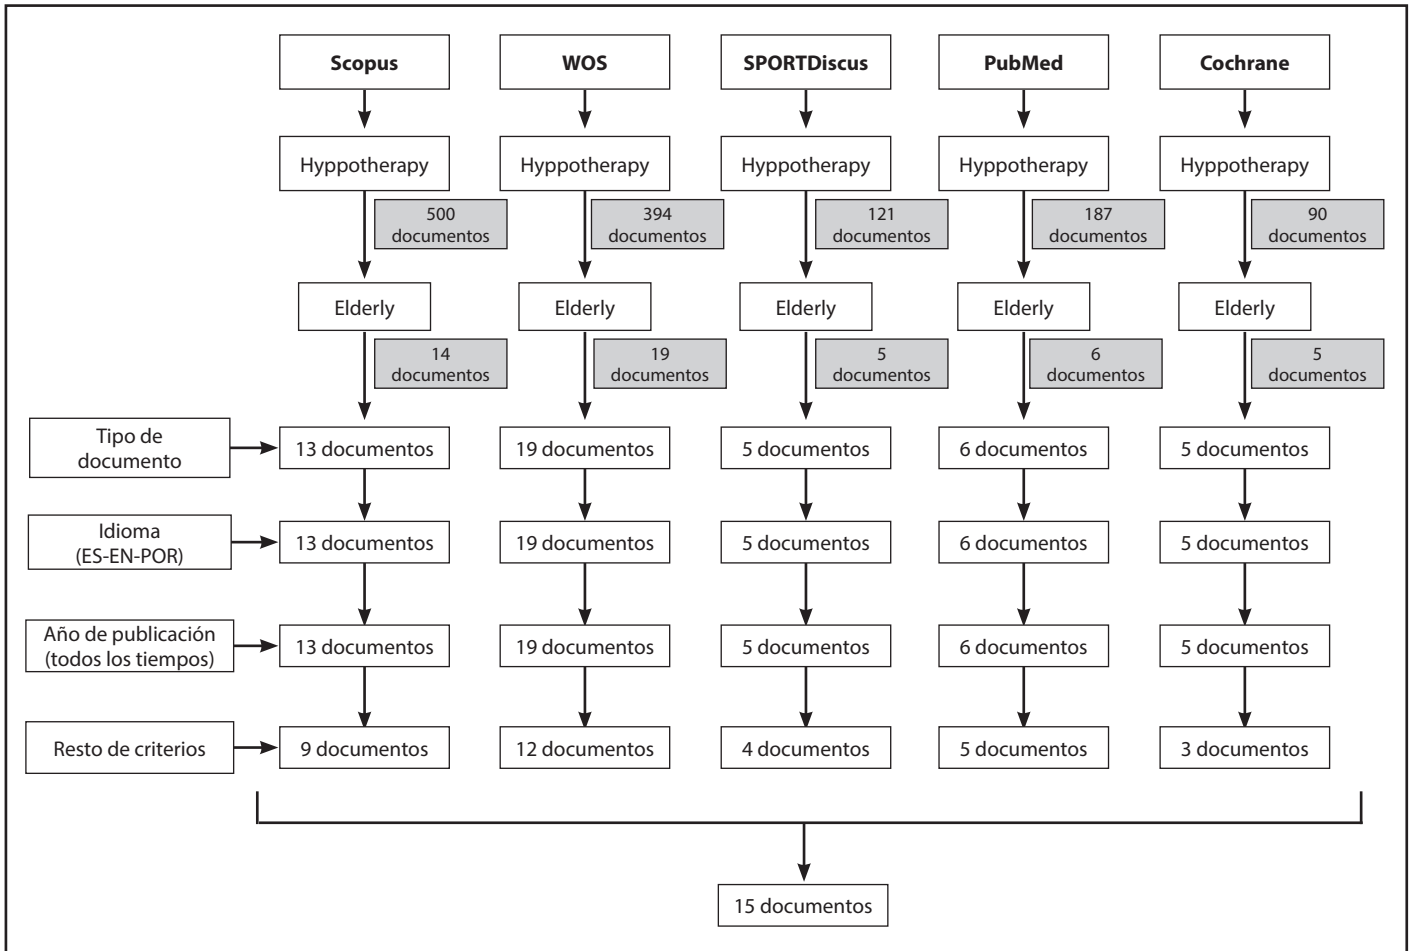 Scopus
WOS
SPORTDiscus
PubMed
Cochrane
Hyppotherapy
Hyppotherapy
Hyppotherapy
Hyppotherapy
Hyppotherapy
500
documentos
394
documentos
121
documentos
187
documentos
90
documentos
Elderly
Elderly
Elderly
Elderly
Elderly
14
documentos
19
documentos
5
documentos
6
documentos
5
documentos
Tipo de
documento
13 documentos
19 documentos
5 documentos
6 documentos
5 documentos
Idioma
(ES-EN-POR)
13 documentos
19 documentos
5 documentos
6 documentos
5 documentos
Año de publicación
(todos los tiempos)
13 documentos
19 documentos
5 documentos
6 documentos
5 documentos
Resto de criterios
9 documentos
12 documentos
4 documentos
5 documentos
3 documentos
15 documentos